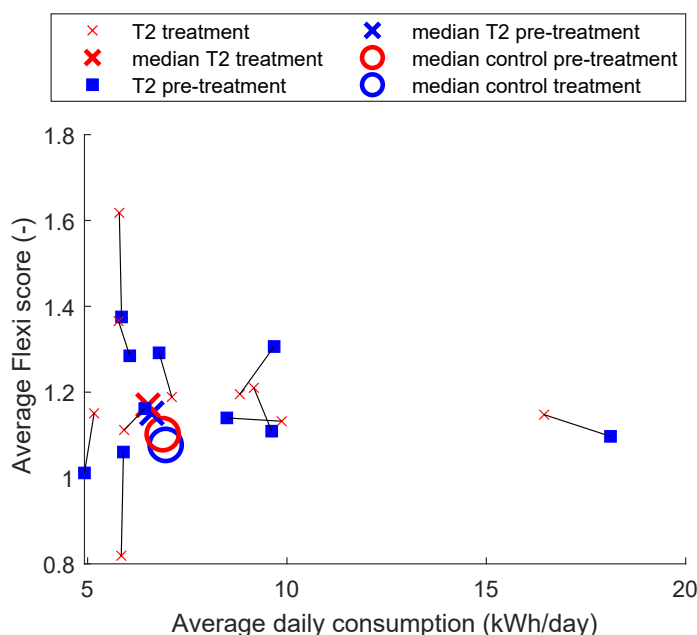 T2 treatment
median T2 treatment
T2 pre-treatment
median T2 pre-treatment
median control pre-treatment
median control treatment
1.8
1.6
1.4
1.2
1
0.8
Average Flexi score (-)
5 10 15 20
Average daily consumption (kWh/day)